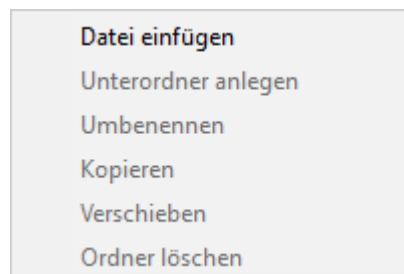 Datei einfügen
Unterordner anlegen
Umbenennen
Kopieren
Verschieben
Ordner löschen